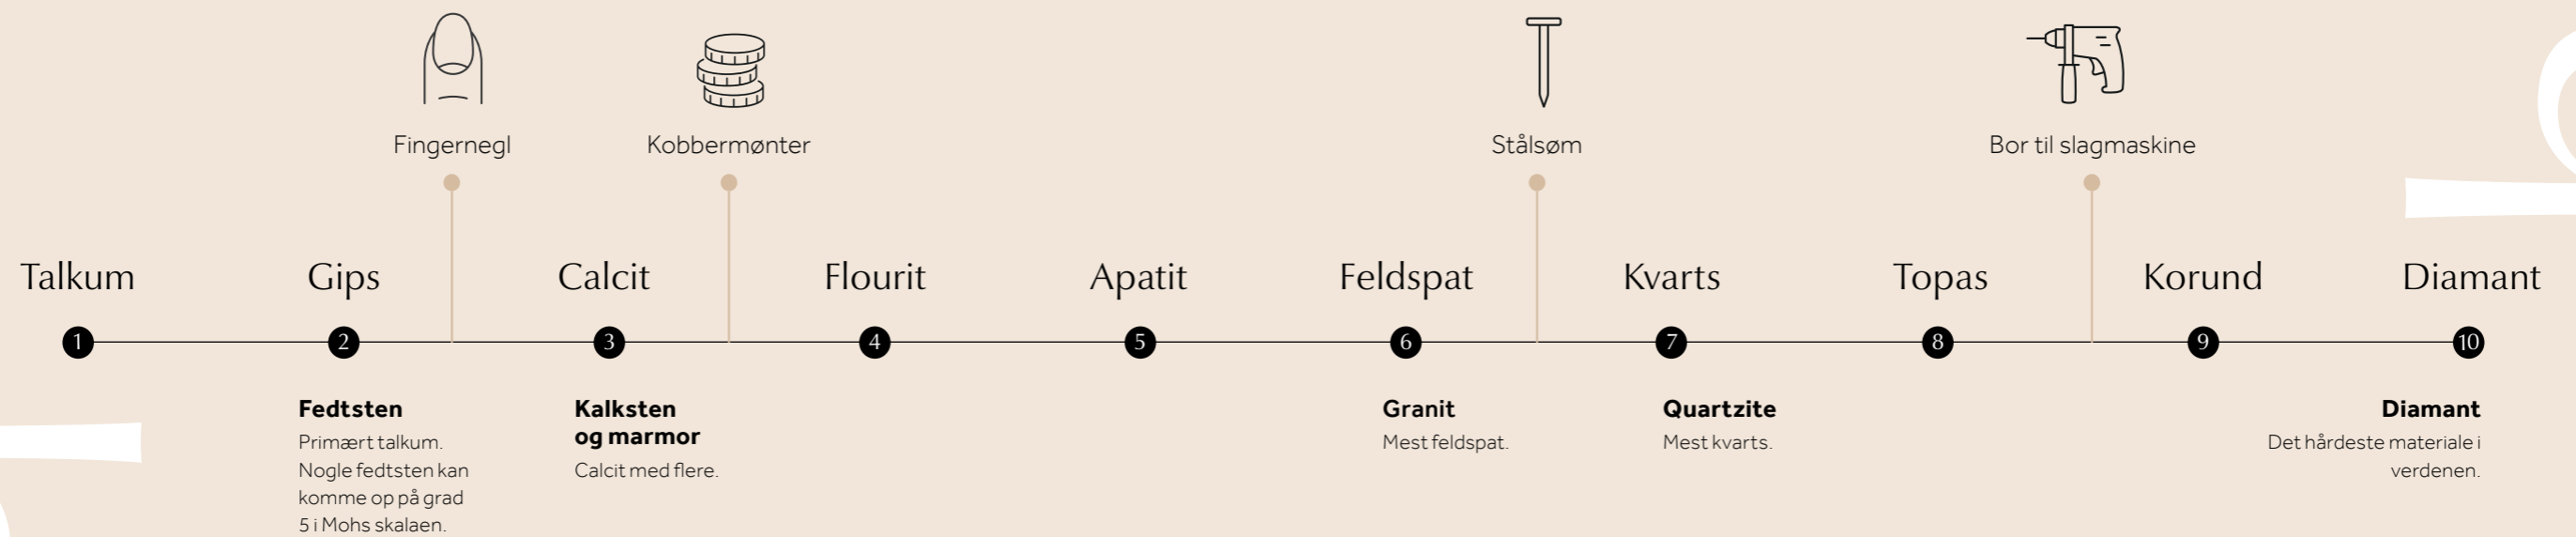 Fingernegl
Kobbermønter
Stålsøm
Bor til slagmaskine
Talkum
Gips
Calcit
Flourit
Apatit
Feldspat
Kvarts
Topas
Korund
Diamant
1
2
3
4
5
6
7
8
9
10
Fedtsten
Primært talkum.
Nogle fedtsten kan
komme op på grad
5 i Mohs skalaen.
Kalksten
og marmor
Calcit med flere.
Granit
Mest feldspat.
Quartzite
Mest kvarts.
Diamant
Det hårdeste materiale i
verdenen.